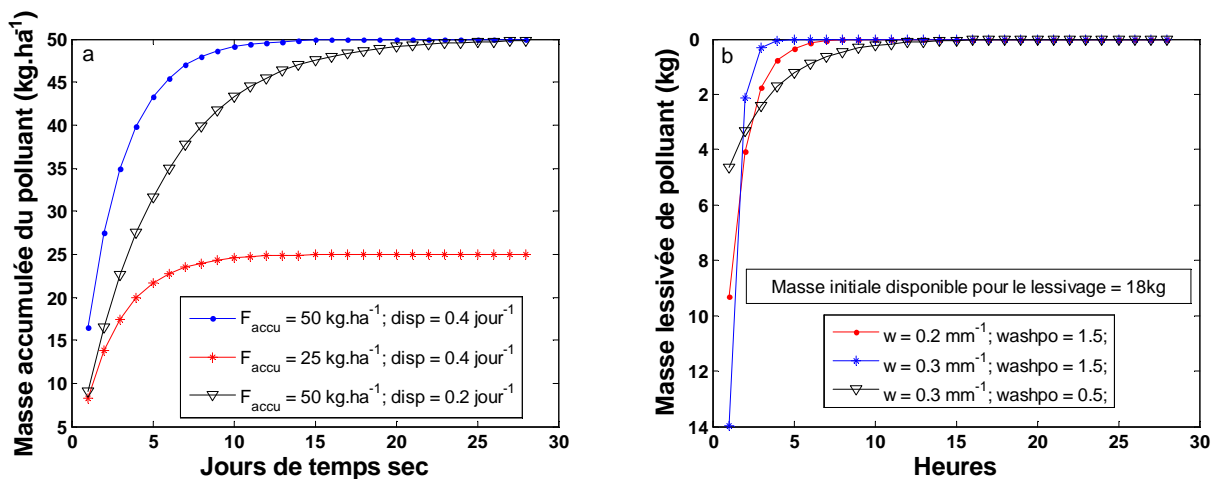 a
Masse accumulée du polluant (kg.ha⁻¹)
50
45
40
35
30
25
20
15
10
5
F_accu = 50 kg.ha⁻¹; disp = 0.4 jour⁻¹
F_accu = 25 kg.ha⁻¹; disp = 0.4 jour⁻¹
F_accu = 50 kg.ha⁻¹; disp = 0.2 jour⁻¹
0 5 10 15 20 25 30
Jours de temps sec
b
Masse lessivée de polluant (kg)
0
2
4
6
8
10
12
14
Masse initiale disponible pour le lessivage = 18kg
w = 0.2 mm⁻¹; washpo = 1.5;
w = 0.3 mm⁻¹; washpo = 1.5;
w = 0.3 mm⁻¹; washpo = 0.5;
0 5 10 15 20 25 30
Heures